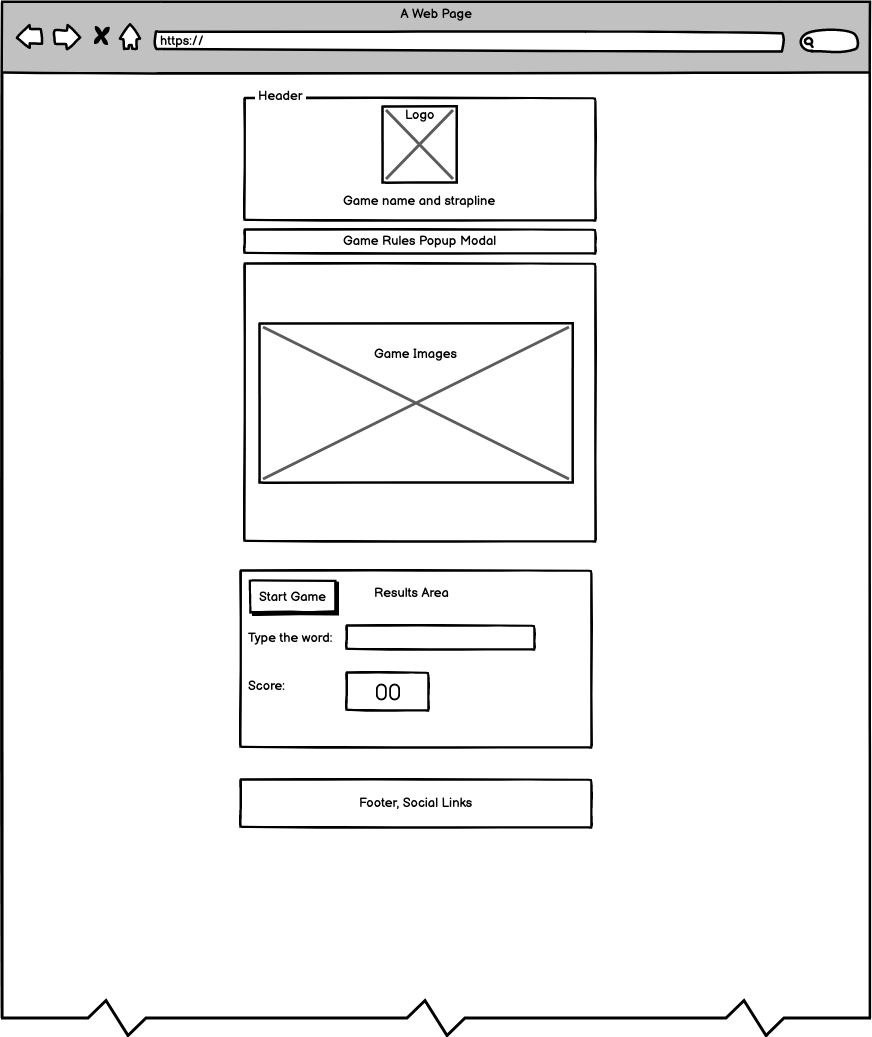 A Web Page
https://
Header
Logo
Game name and strapline
Game Rules Popup Modal
Game Images
Start Game
Results Area
Type the word:
Score:
00
Footer, Social Links